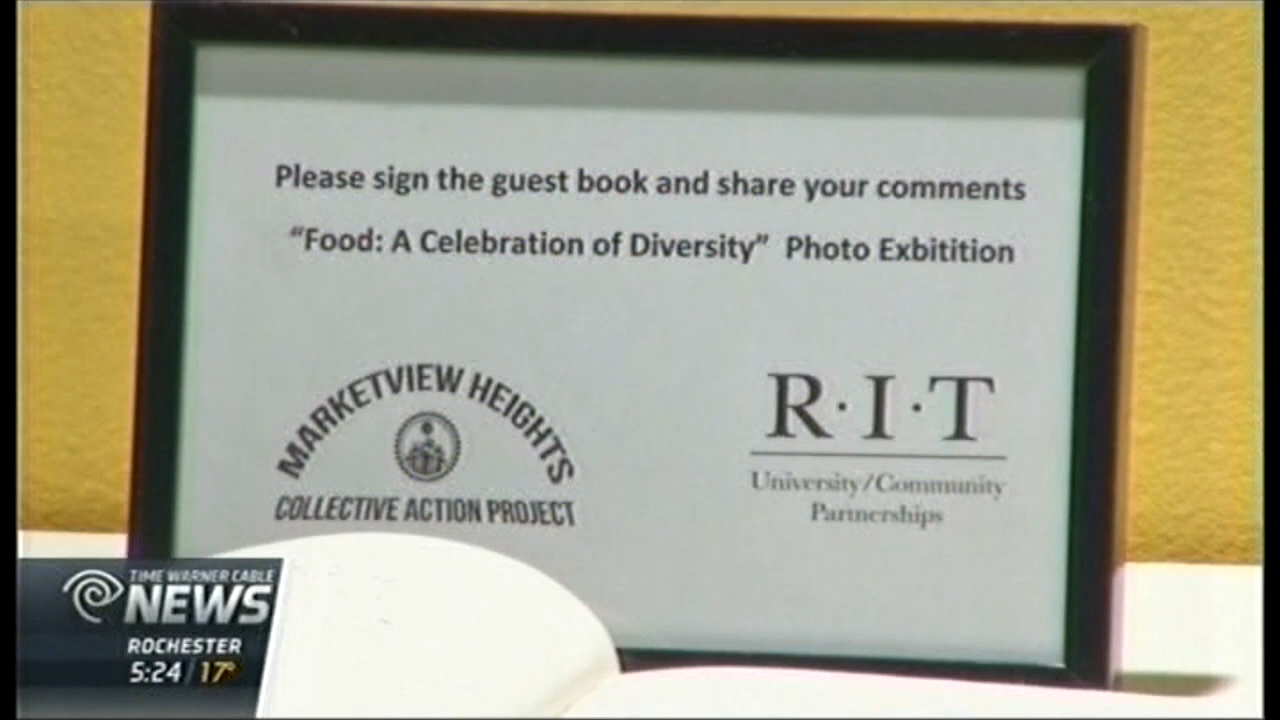 Please sign the guest book and share your comments
"Food: A Celebration of Diversity" Photo Exbitition
MARKETVIEW HEIGHTS
COLLECTIVE ACTION PROJECT
R·I·T
University/Community
Partnerships
TIME WARNER CABLE
NEWS
ROCHESTER
5:24 17°